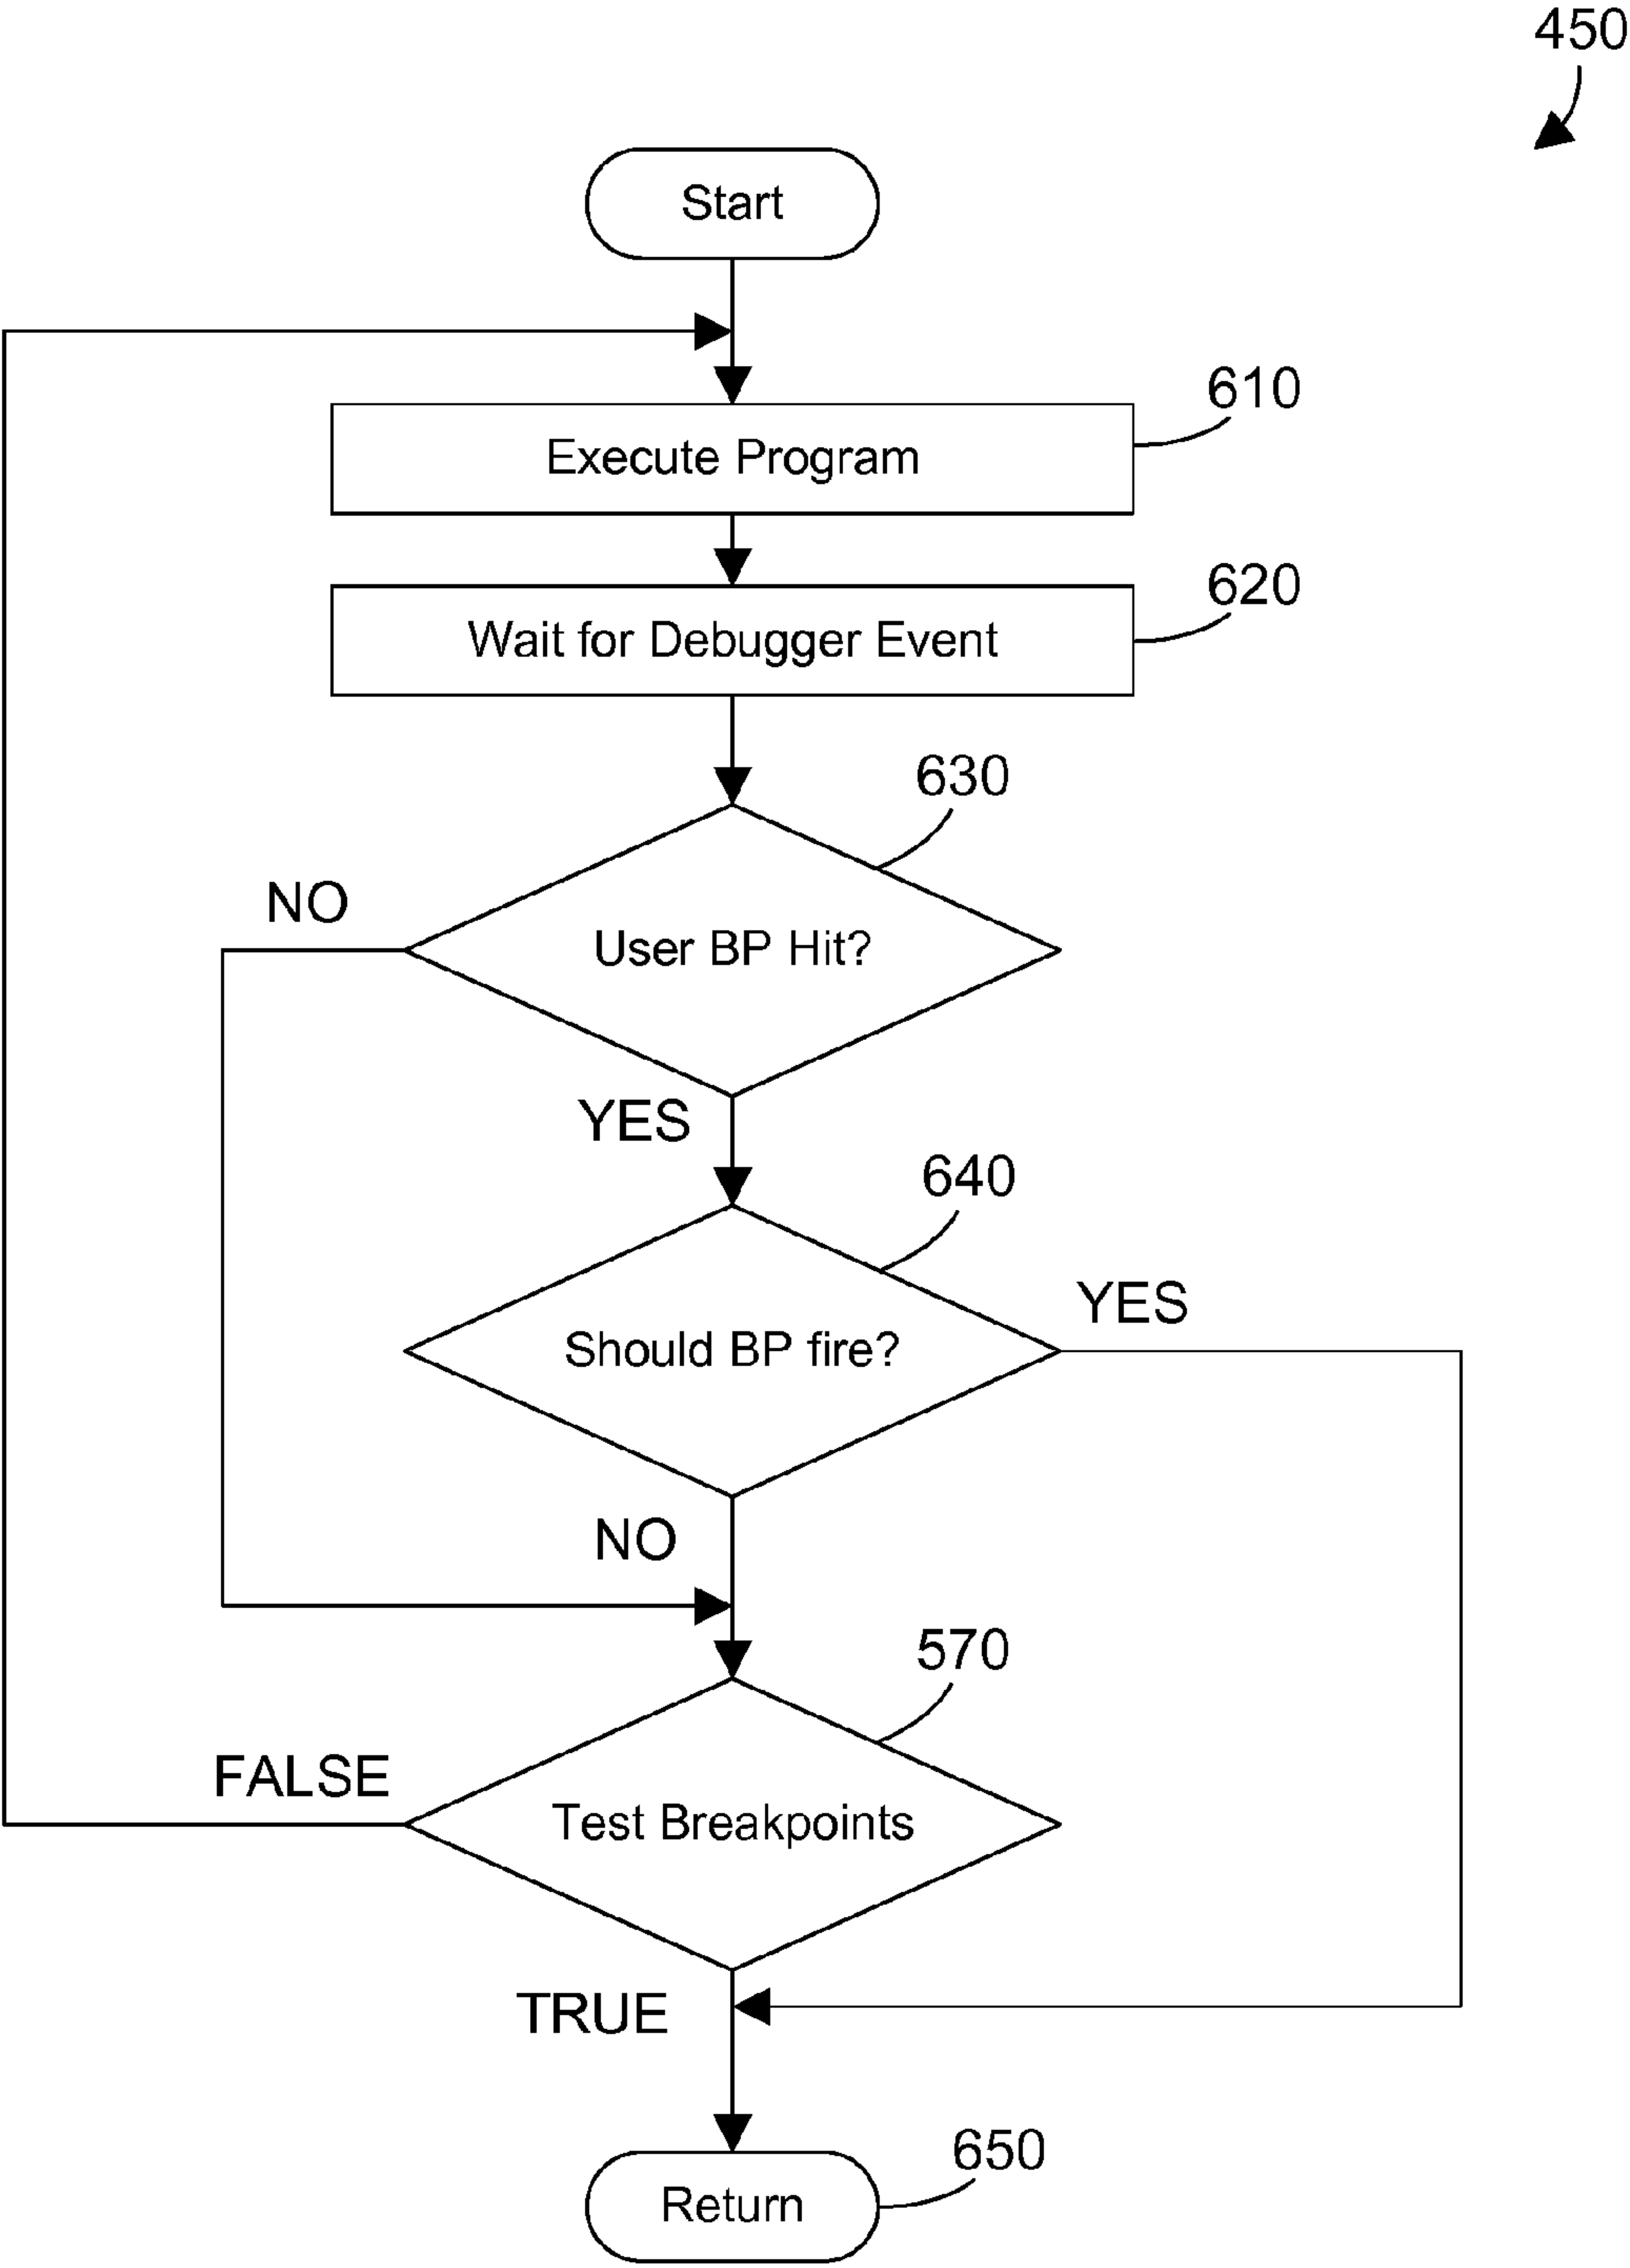 450
Start
610
Execute Program
620
Wait for Debugger Event
630
NO
User BP Hit?
YES
640
YES
Should BP fire?
NO
570
FALSE
Test Breakpoints
TRUE
650
Return